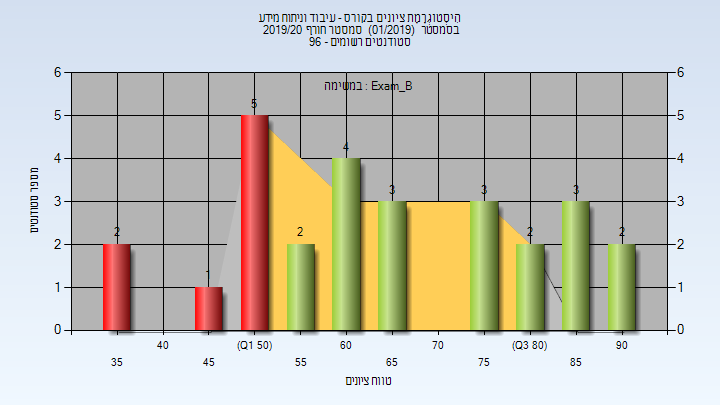 הִיסְטוֹגְרָמַת ציונים בקורס - עיבוד וניתוח מידע
בסמסטר (01/2019) סמסטר חורף 2019/20
סטודנטים רשומים - 96
במשימה : Exam_B
מספר סטודנטים
6 6
5 5
4 4
3 3
2 2
1 1
0 0
2 1 5 2 4 3 3 2 3 2
40 (Q1 50) 60 70 (Q3 80) 90
35 45 55 65 75 85
טווח ציונים